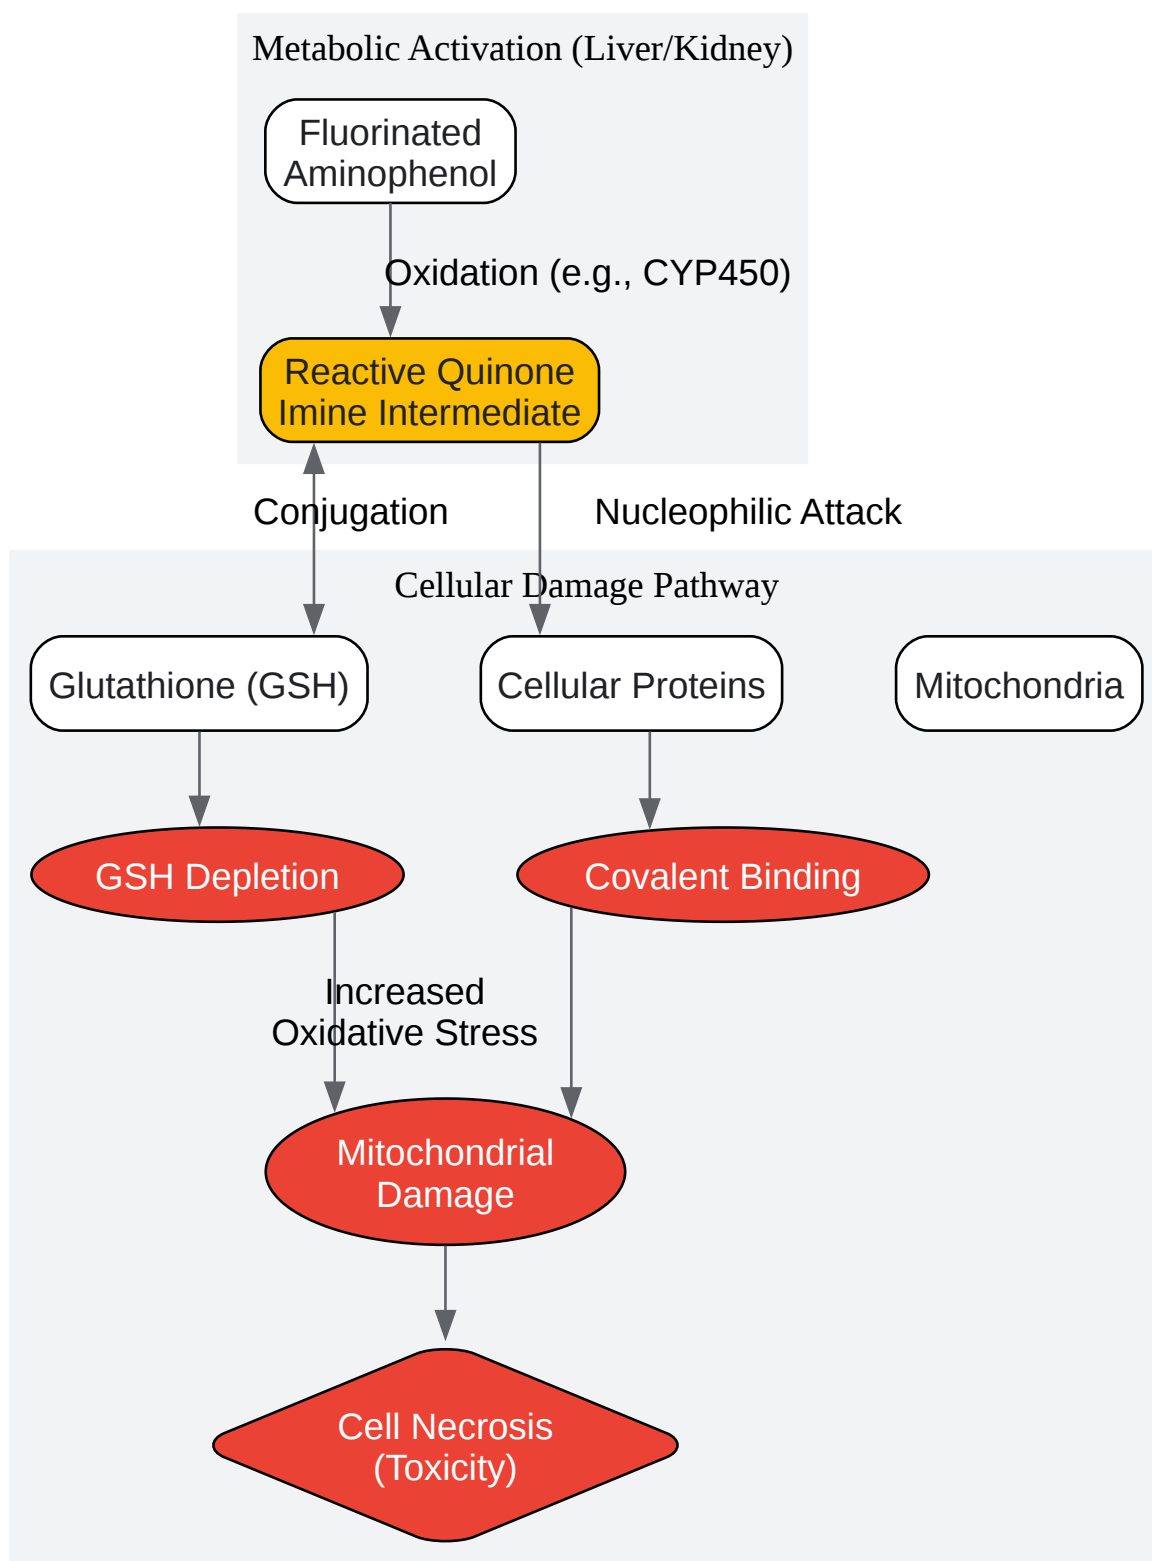 Metabolic Activation (Liver/Kidney)
Fluorinated
Aminophenol
Oxidation (e.g., CYP450)
Reactive Quinone
Imine Intermediate
Conjugation
Nucleophilic Attack
Cellular Damage Pathway
Glutathione (GSH)
Cellular Proteins
Mitochondria
GSH Depletion
Covalent Binding
Increased
Oxidative Stress
Mitochondrial
Damage
Cell Necrosis
(Toxicity)